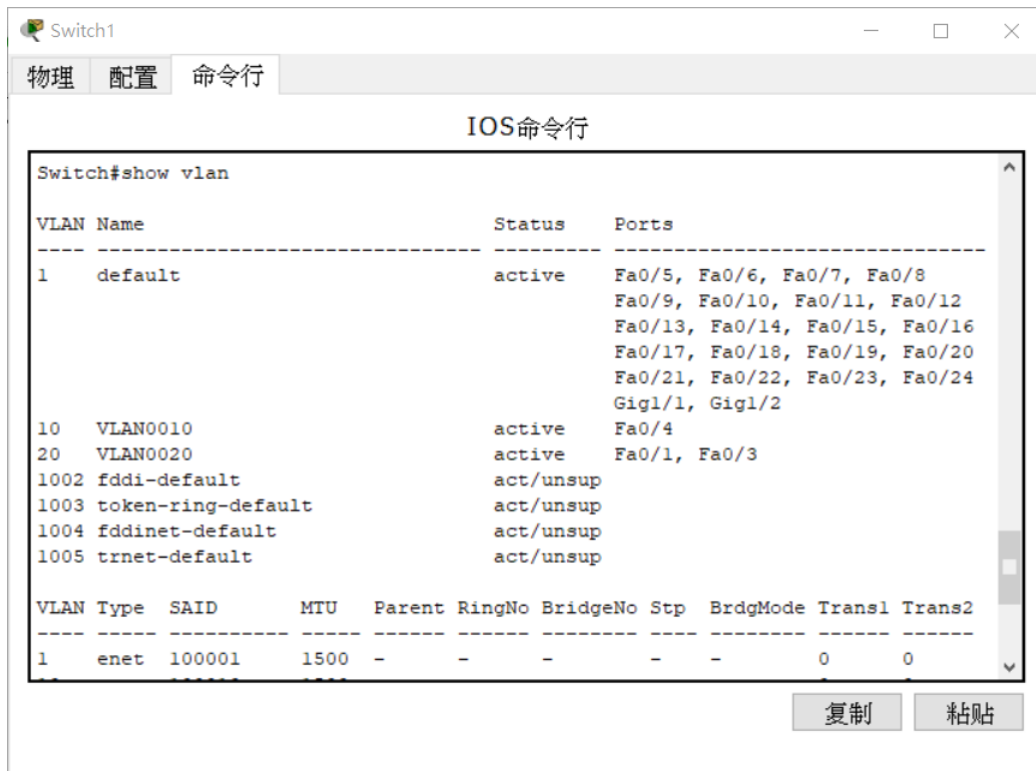 Switch1
物理 配置 命令行
IOS命令行
Switch#show vlan
VLAN Name Status Ports
---- -------------------------------- --------- -------------------------------
1 default active Fa0/5, Fa0/6, Fa0/7, Fa0/8
Fa0/9, Fa0/10, Fa0/11, Fa0/12
Fa0/13, Fa0/14, Fa0/15, Fa0/16
Fa0/17, Fa0/18, Fa0/19, Fa0/20
Fa0/21, Fa0/22, Fa0/23, Fa0/24
Gig1/1, Gig1/2
10 VLAN0010 active Fa0/4
20 VLAN0020 active Fa0/1, Fa0/3
1002 fddi-default act/unsup
1003 token-ring-default act/unsup
1004 fddinet-default act/unsup
1005 trnet-default act/unsup
VLAN Type SAID MTU Parent RingNo BridgeNo Stp BrdgMode Trans1 Trans2
---- ----- ---------- ----- ------ ------ -------- ---- -------- ------ ------
1 enet 100001 1500 - - - - - 0 0
复制 粘贴